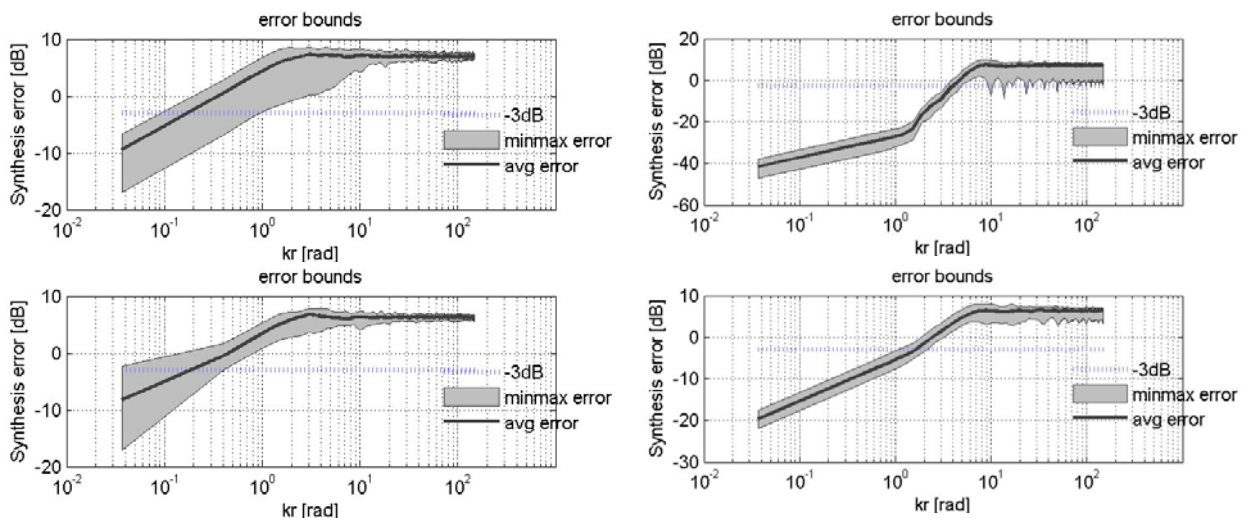 error bounds
Synthesis error [dB]
10
0
-10
-20
-3dB
minmax error
avg error
10^-2
10^-1
10^0
10^1
10^2
kr [rad]
error bounds
Synthesis error [dB]
20
0
-20
-40
-60
-3dB
minmax error
avg error
10^-2
10^-1
10^0
10^1
10^2
kr [rad]
error bounds
Synthesis error [dB]
10
0
-10
-20
-3dB
minmax error
avg error
10^-2
10^-1
10^0
10^1
10^2
kr [rad]
error bounds
Synthesis error [dB]
10
0
-10
-20
-30
-3dB
minmax error
avg error
10^-2
10^-1
10^0
10^1
10^2
kr [rad]